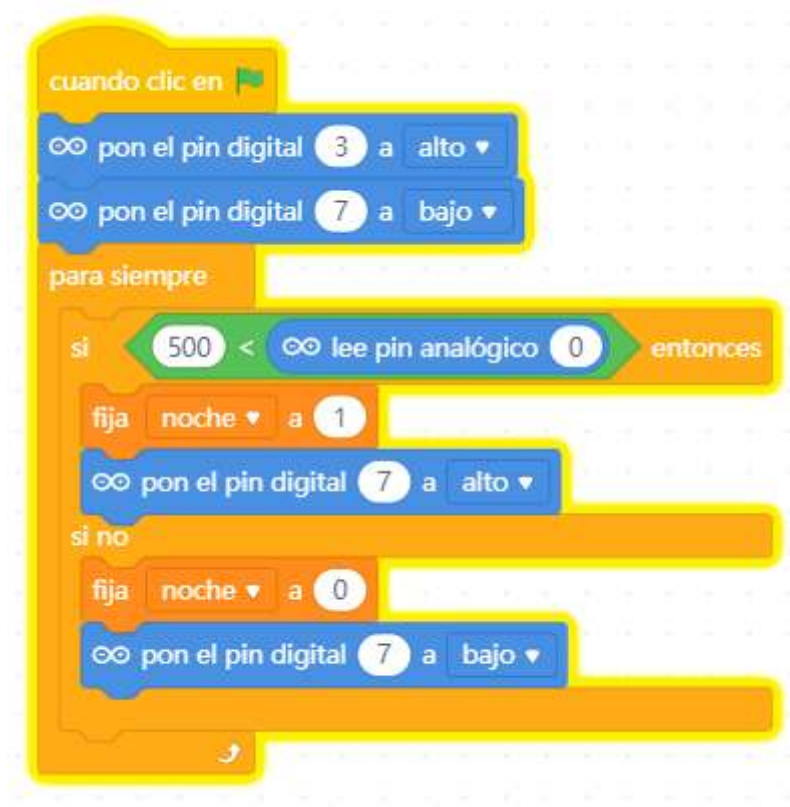 cuando clic en
pon el pin digital 3 a alto
pon el pin digital 7 a bajo
para siempre
si 500 < lee pin analógico 0 entonces
fija noche a 1
pon el pin digital 7 a alto
si no
fija noche a 0
pon el pin digital 7 a bajo